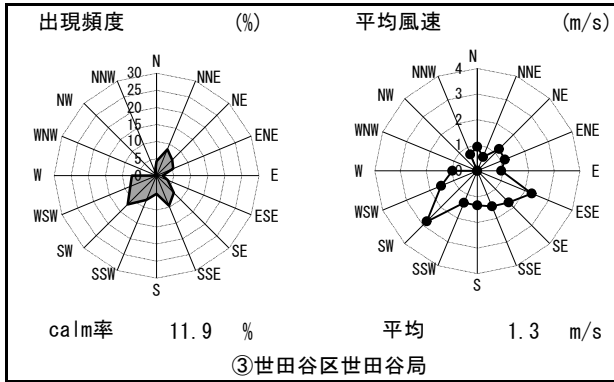 出現頻度 (%) 平均風速 (m/s)
N N
NNW 30 NNE NNW 4 NNE
NW 25 NE NW 3 NE
20
15 2
WNW 10 ENE WNW 1 ENE
5
W 0 E W 0 E
WSW ESE WSW ESE
SW SE SW SE
SSW SSE SSW SSE
S S
calm率 11.9 % 平均 1.3 m/s
③世田谷区世田谷局